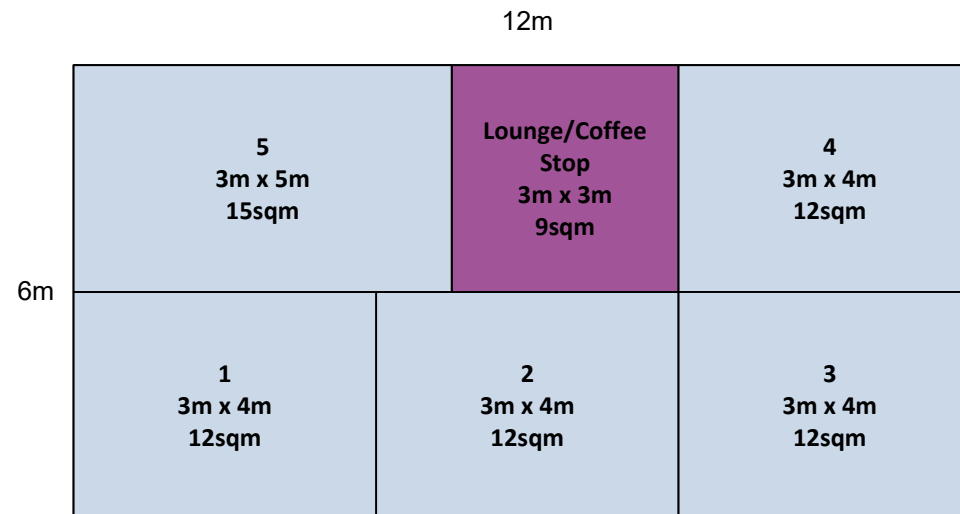 12m
5
3m x 5m
15sqm
Lounge/Coffee
Stop
3m x 3m
9sqm
4
3m x 4m
12sqm
6m
1
3m x 4m
12sqm
2
3m x 4m
12sqm
3
3m x 4m
12sqm